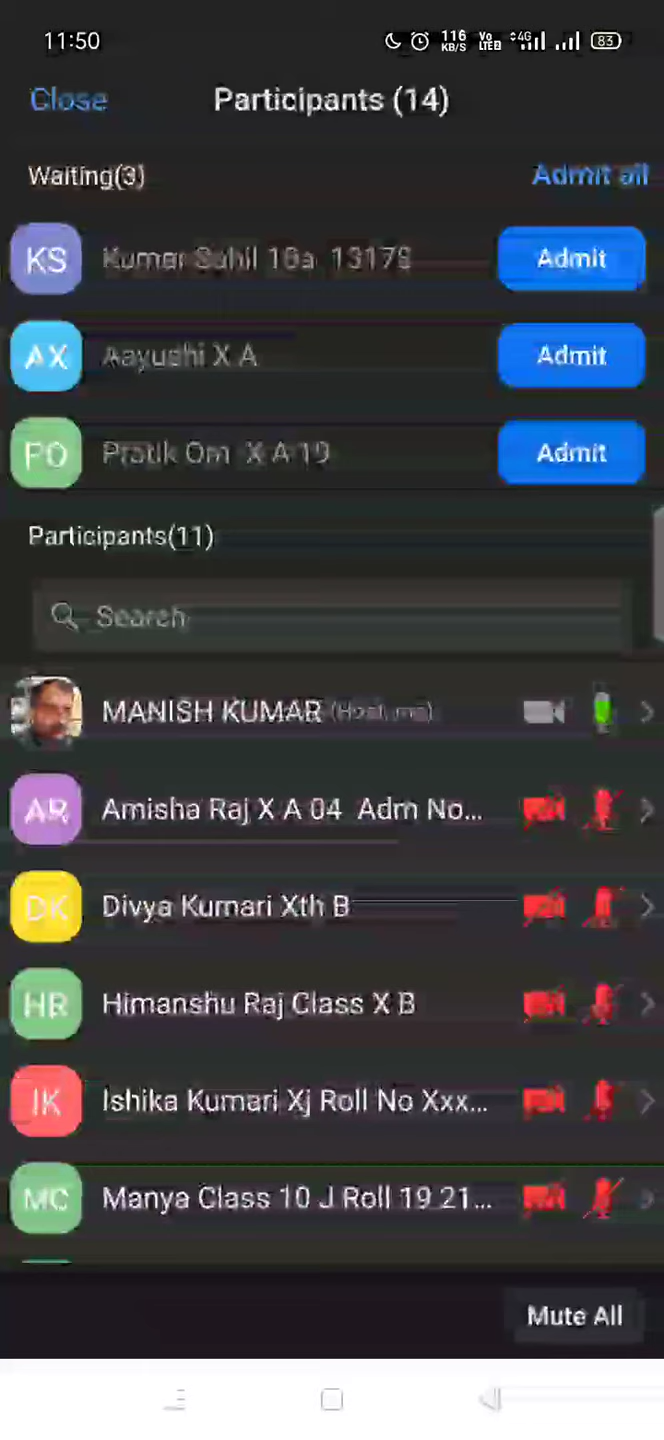 11:50
116 KB/S Vo LTE2 4G 83
Close Participants (14)
Waiting(3) Admit all
KS Kumar Sahil 10a 13179 Admit
AX Aayushi X A Admit
PO Pratik Om X A 19 Admit
Participants(11)
Search
MANISH KUMAR (Host, me)
AR Amisha Raj X A 04 Adm No...
DK Divya Kumari Xth B
HR Himanshu Raj Class X B
IK Ishika Kumari Xj Roll No Xxx...
MC Manya Class 10 J Roll 19 21...
Mute All